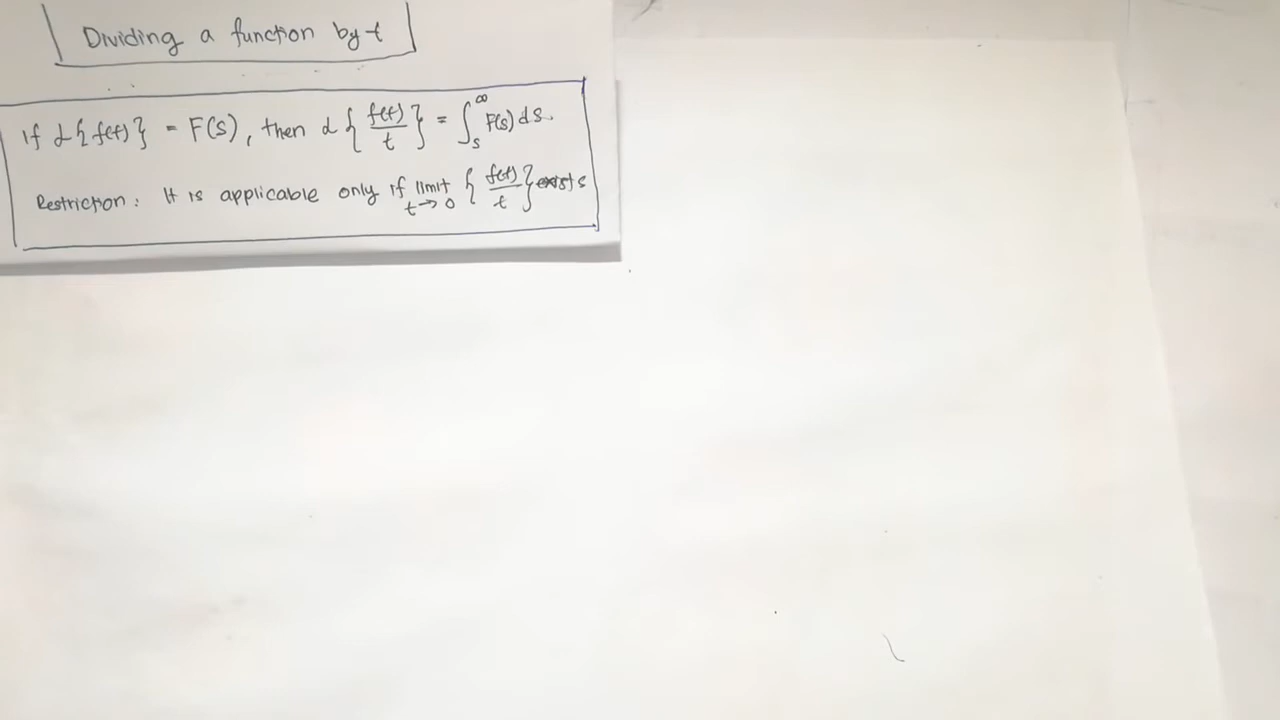 Dividing a function by t
If ℒ{f(t)} = F(s), then ℒ{f(t)/t} = ∫_s^∞ F(s) ds.
Restriction: It is applicable only if limit_{t→0} {f(t)/t} exists